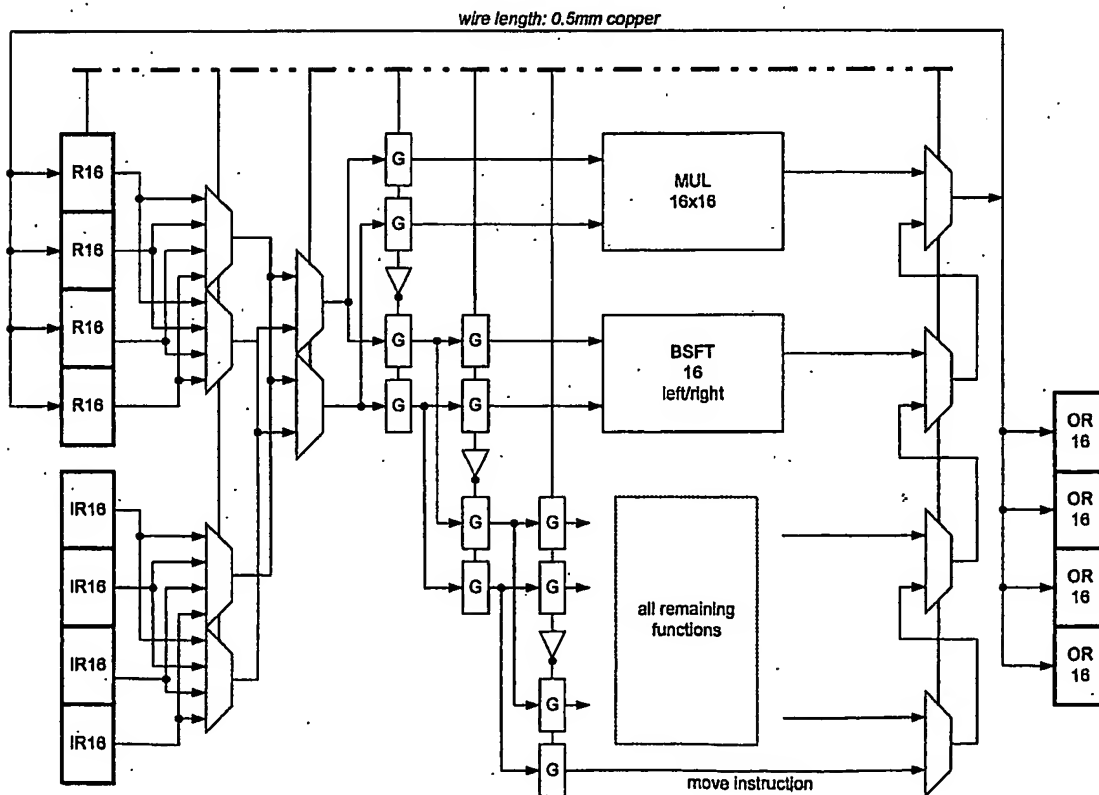 wire length: 0.5mm copper
R16
R16
R16
R16
IR16
IR16
IR16
IR16
G
G
G
G
G
G
G
G
G
G
G
G
MUL
16x16
BSFT
16
left/right
all remaining
functions
move instruction
OR
16
OR
16
OR
16
OR
16